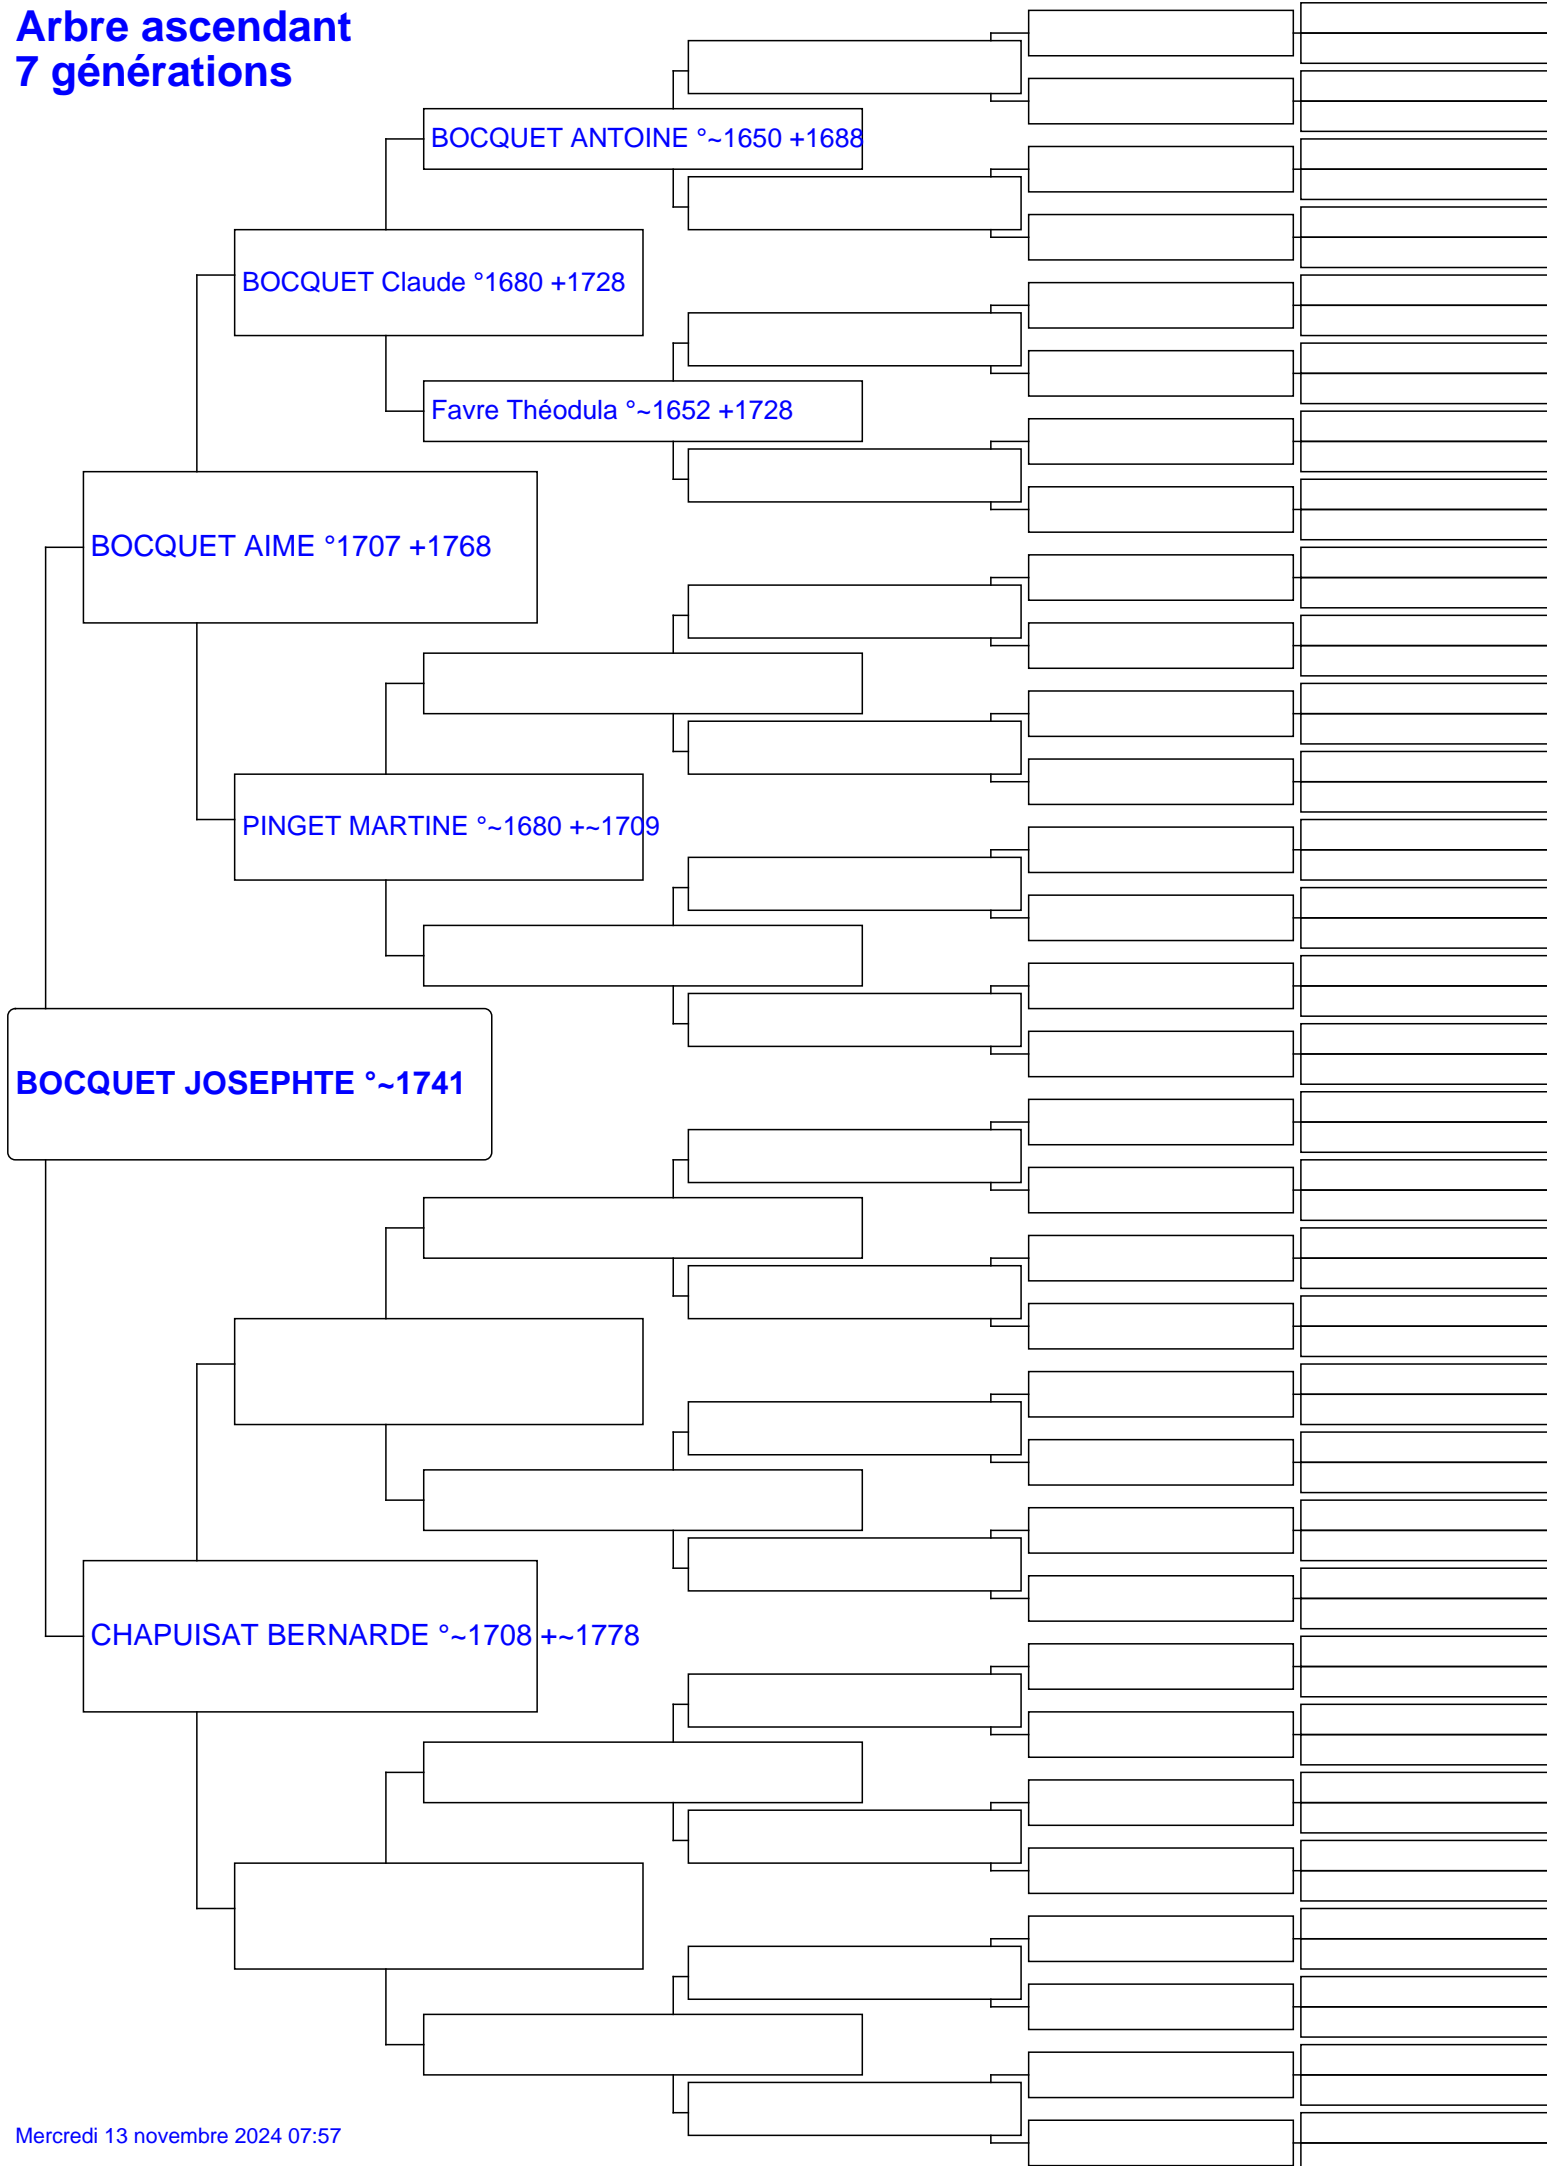 Arbre ascendant
7 générations
BOCQUET ANTOINE °~1650 +1688
BOCQUET Claude °1680 +1728
Favre Théodula °~1652 +1728
BOCQUET AIME °1707 +1768
PINGET MARTINE °~1680 +~1709
BOCQUET JOSEPHTE °~1741
CHAPUISAT BERNARDE °~1708 +~1778
Mercredi 13 novembre 2024 07:57